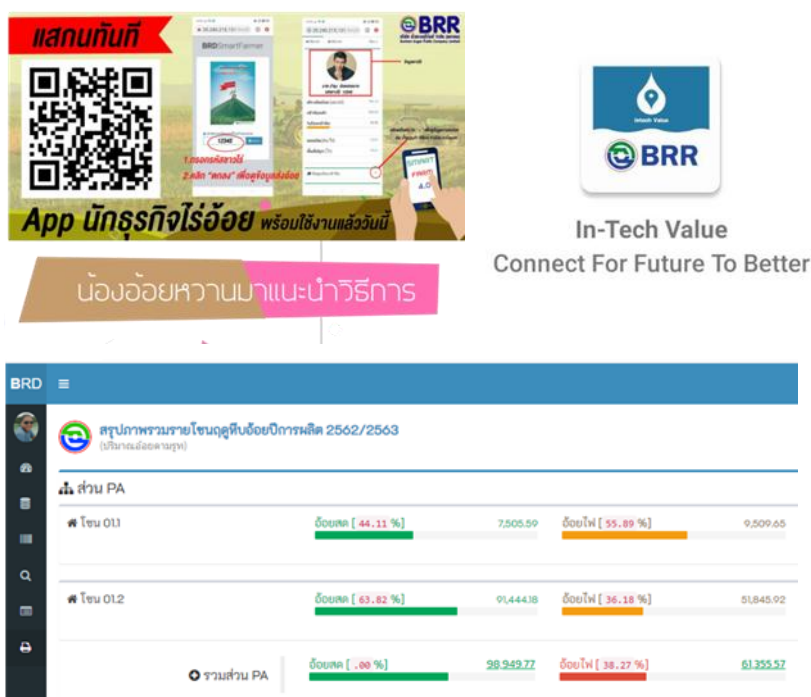 แสกนทันที
BRR
BRDSmartFarmer
12345
1.กรอกรหัสชาวไร่
2.คลิก "ตกลง" เพื่อดูข้อมูลส่งอ้อย
SMART
FARM
4.0
App นักธุรกิจไร่อ้อย พร้อมใช้งานแล้ววันนี้
น้องอ้อยหวานมาแนะนำวิธีการ
Intech Value
BRR
In-Tech Value
Connect For Future To Better
BRD
สรุปภาพรวมรายโซนฤดูหีบอ้อยปีการผลิต 2562/2563
(ปริมาณอ้อยตามรูท)
ส่วน PA
โซน 01.1 อ้อยสด [ 44.11 %] 7,505.59 อ้อยไฟ [ 55.89 %] 9,509.65
โซน 01.2 อ้อยสด [ 63.82 %] 91,444.18 อ้อยไฟ [ 36.18 %] 51,845.92
รวมส่วน PA อ้อยสด [ .00 %] 98,949.77 อ้อยไฟ [ 38.27 %] 61,355.57